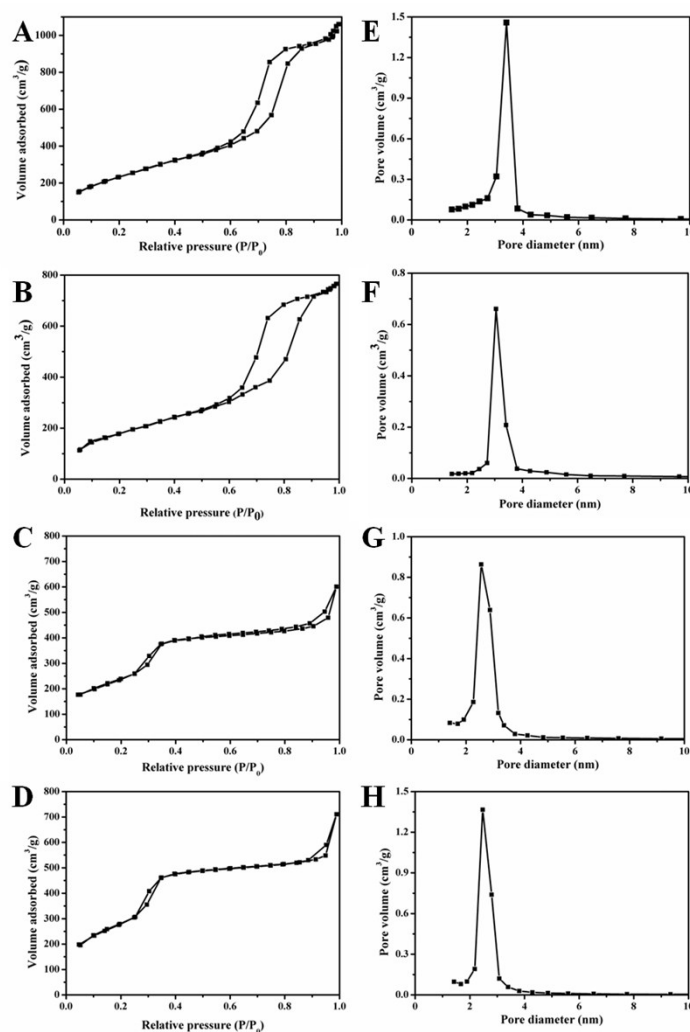 A
Volume adsorbed (cm³/g)
1000
800
600
400
200
0
0.0 0.2 0.4 0.6 0.8 1.0
Relative pressure (P/P₀)
E
Pore volume (cm³/g)
1.5
1.2
0.9
0.6
0.3
0.0
0 2 4 6 8 10
Pore diameter (nm)
B
Volume adsorbed (cm³/g)
800
600
400
200
0
0.0 0.2 0.4 0.6 0.8 1.0
Relative pressure (P/P0)
F
Pore volume (cm³/g)
0.8
0.6
0.4
0.2
0.0
0 2 4 6 8 10
Pore diameter (nm)
C
Volume adsorbed (cm³/g)
800
700
600
500
400
300
200
100
0
0.0 0.2 0.4 0.6 0.8 1.0
Relative pressure (P/P₀)
G
Pore volume (cm³/g)
1.0
0.8
0.6
0.4
0.2
0.0
0 2 4 6 8 10
Pore diameter (nm)
D
Volume adsorbed (cm³/g)
800
700
600
500
400
300
200
100
0
0.0 0.2 0.4 0.6 0.8 1.0
Relative pressure (P/P₀)
H
Pore volume (cm³/g)
1.5
1.2
0.9
0.6
0.3
0.0
0 2 4 6 8 10
Pore diameter (nm)